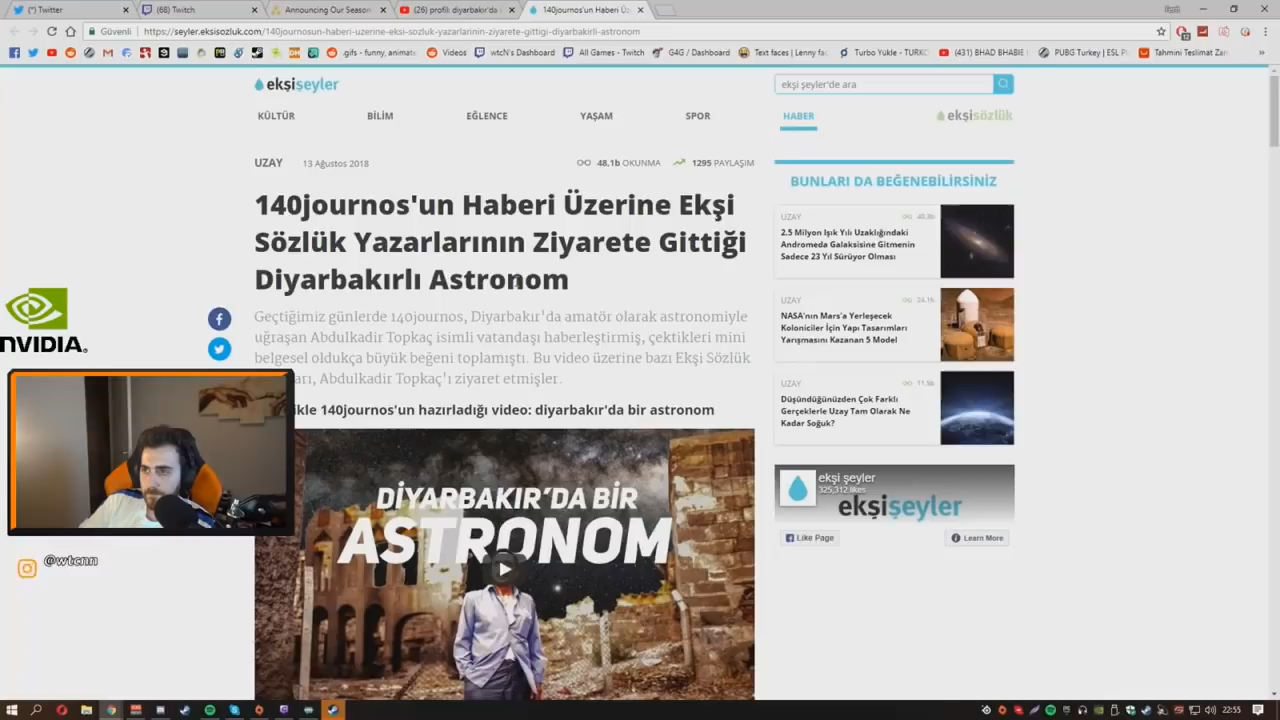 (*) Twitter
(68) Twitch
Announcing Our Season
(26) profil: diyarbakır'da
140journos'un Haberi Üz
Güvenli
https://seyler.eksisozluk.com/140journosun-haberi-uzerine-eksi-sozluk-yazarlarinin-ziyarete-gittigi-diyarbakirli-astronom
.gifs - funny, animate
Videos
wtcN's Dashboard
All Games - Twitch
G4G / Dashboard
Text faces | Lenny fac
Turbo Yükle - TURKC
(431) BHAD BHABIE
PUBG Turkey | ESL P
Tahmini Teslimat Zam
ekşişeyler
ekşi şeyler'de ara
KÜLTÜR
BİLİM
EĞLENCE
YAŞAM
SPOR
HABER
ekşisözlük
UZAY
13 Ağustos 2018
48.1b OKUNMA
1295 PAYLAŞIM
140journos'un Haberi Üzerine Ekşi
Sözlük Yazarlarının Ziyarete Gittiği
Diyarbakırlı Astronom
Geçtiğimiz günlerde 140journos, Diyarbakır'da amatör olarak astronomiyle
uğraşan Abdulkadir Topkaç isimli vatandaşı haberleştirmiş, çektikleri mini
belgesel oldukça büyük beğeni toplamıştı. Bu video üzerine bazı Ekşi Sözlük
arı, Abdulkadir Topkaç'ı ziyaret etmişler.
ikle 140journos'un hazırladığı video: diyarbakır'da bir astronom
DİYARBAKIR'DA BİR
ASTRONOM
BUNLARI DA BEĞENEBİLİRSİNİZ
UZAY
2.5 Milyon Işık Yılı Uzaklığındaki
Andromeda Galaksisine Gitmenin
Sadece 23 Yıl Sürüyor Olması
UZAY
24.1b
NASA'nın Mars'a Yerleşecek
Koloniciler İçin Yapı Tasarımları
Yarışmasını Kazanan 5 Model
UZAY
Düşündüğünüzden Çok Farklı
Gerçeklerle Uzay Tam Olarak Ne
Kadar Soğuk?
ekşi şeyler
325,312 likes
ekşişeyler
Like Page
Learn More
NVIDIA.
@wtcnn
22:55